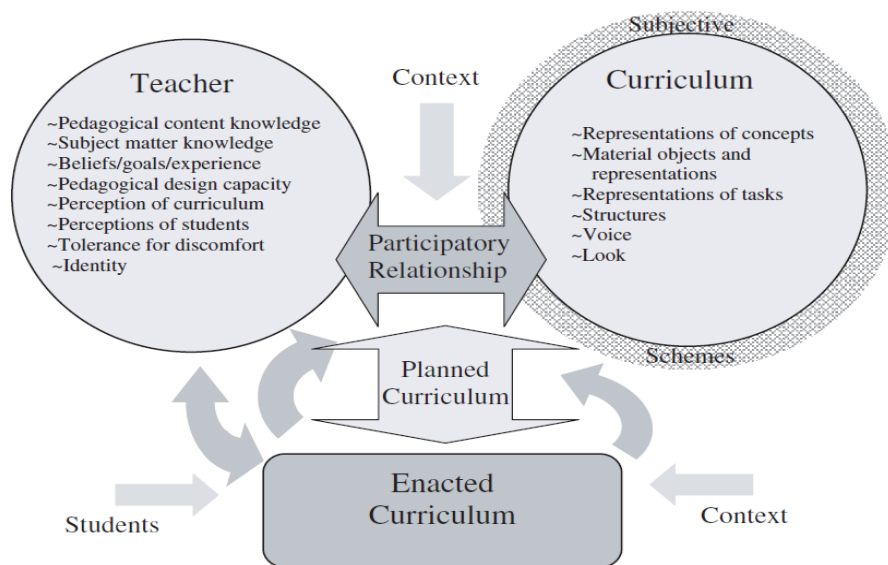 Teacher
~Pedagogical content knowledge
~Subject matter knowledge
~Beliefs/goals/experience
~Pedagogical design capacity
~Perception of curriculum
~Perceptions of students
~Tolerance for discomfort
~Identity
Context
Subjective
Curriculum
~Representations of concepts
~Material objects and
representations
~Representations of tasks
~Structures
~Voice
~Look
Schemes
Participatory
Relationship
Planned
Curriculum
Enacted
Curriculum
Students
Context